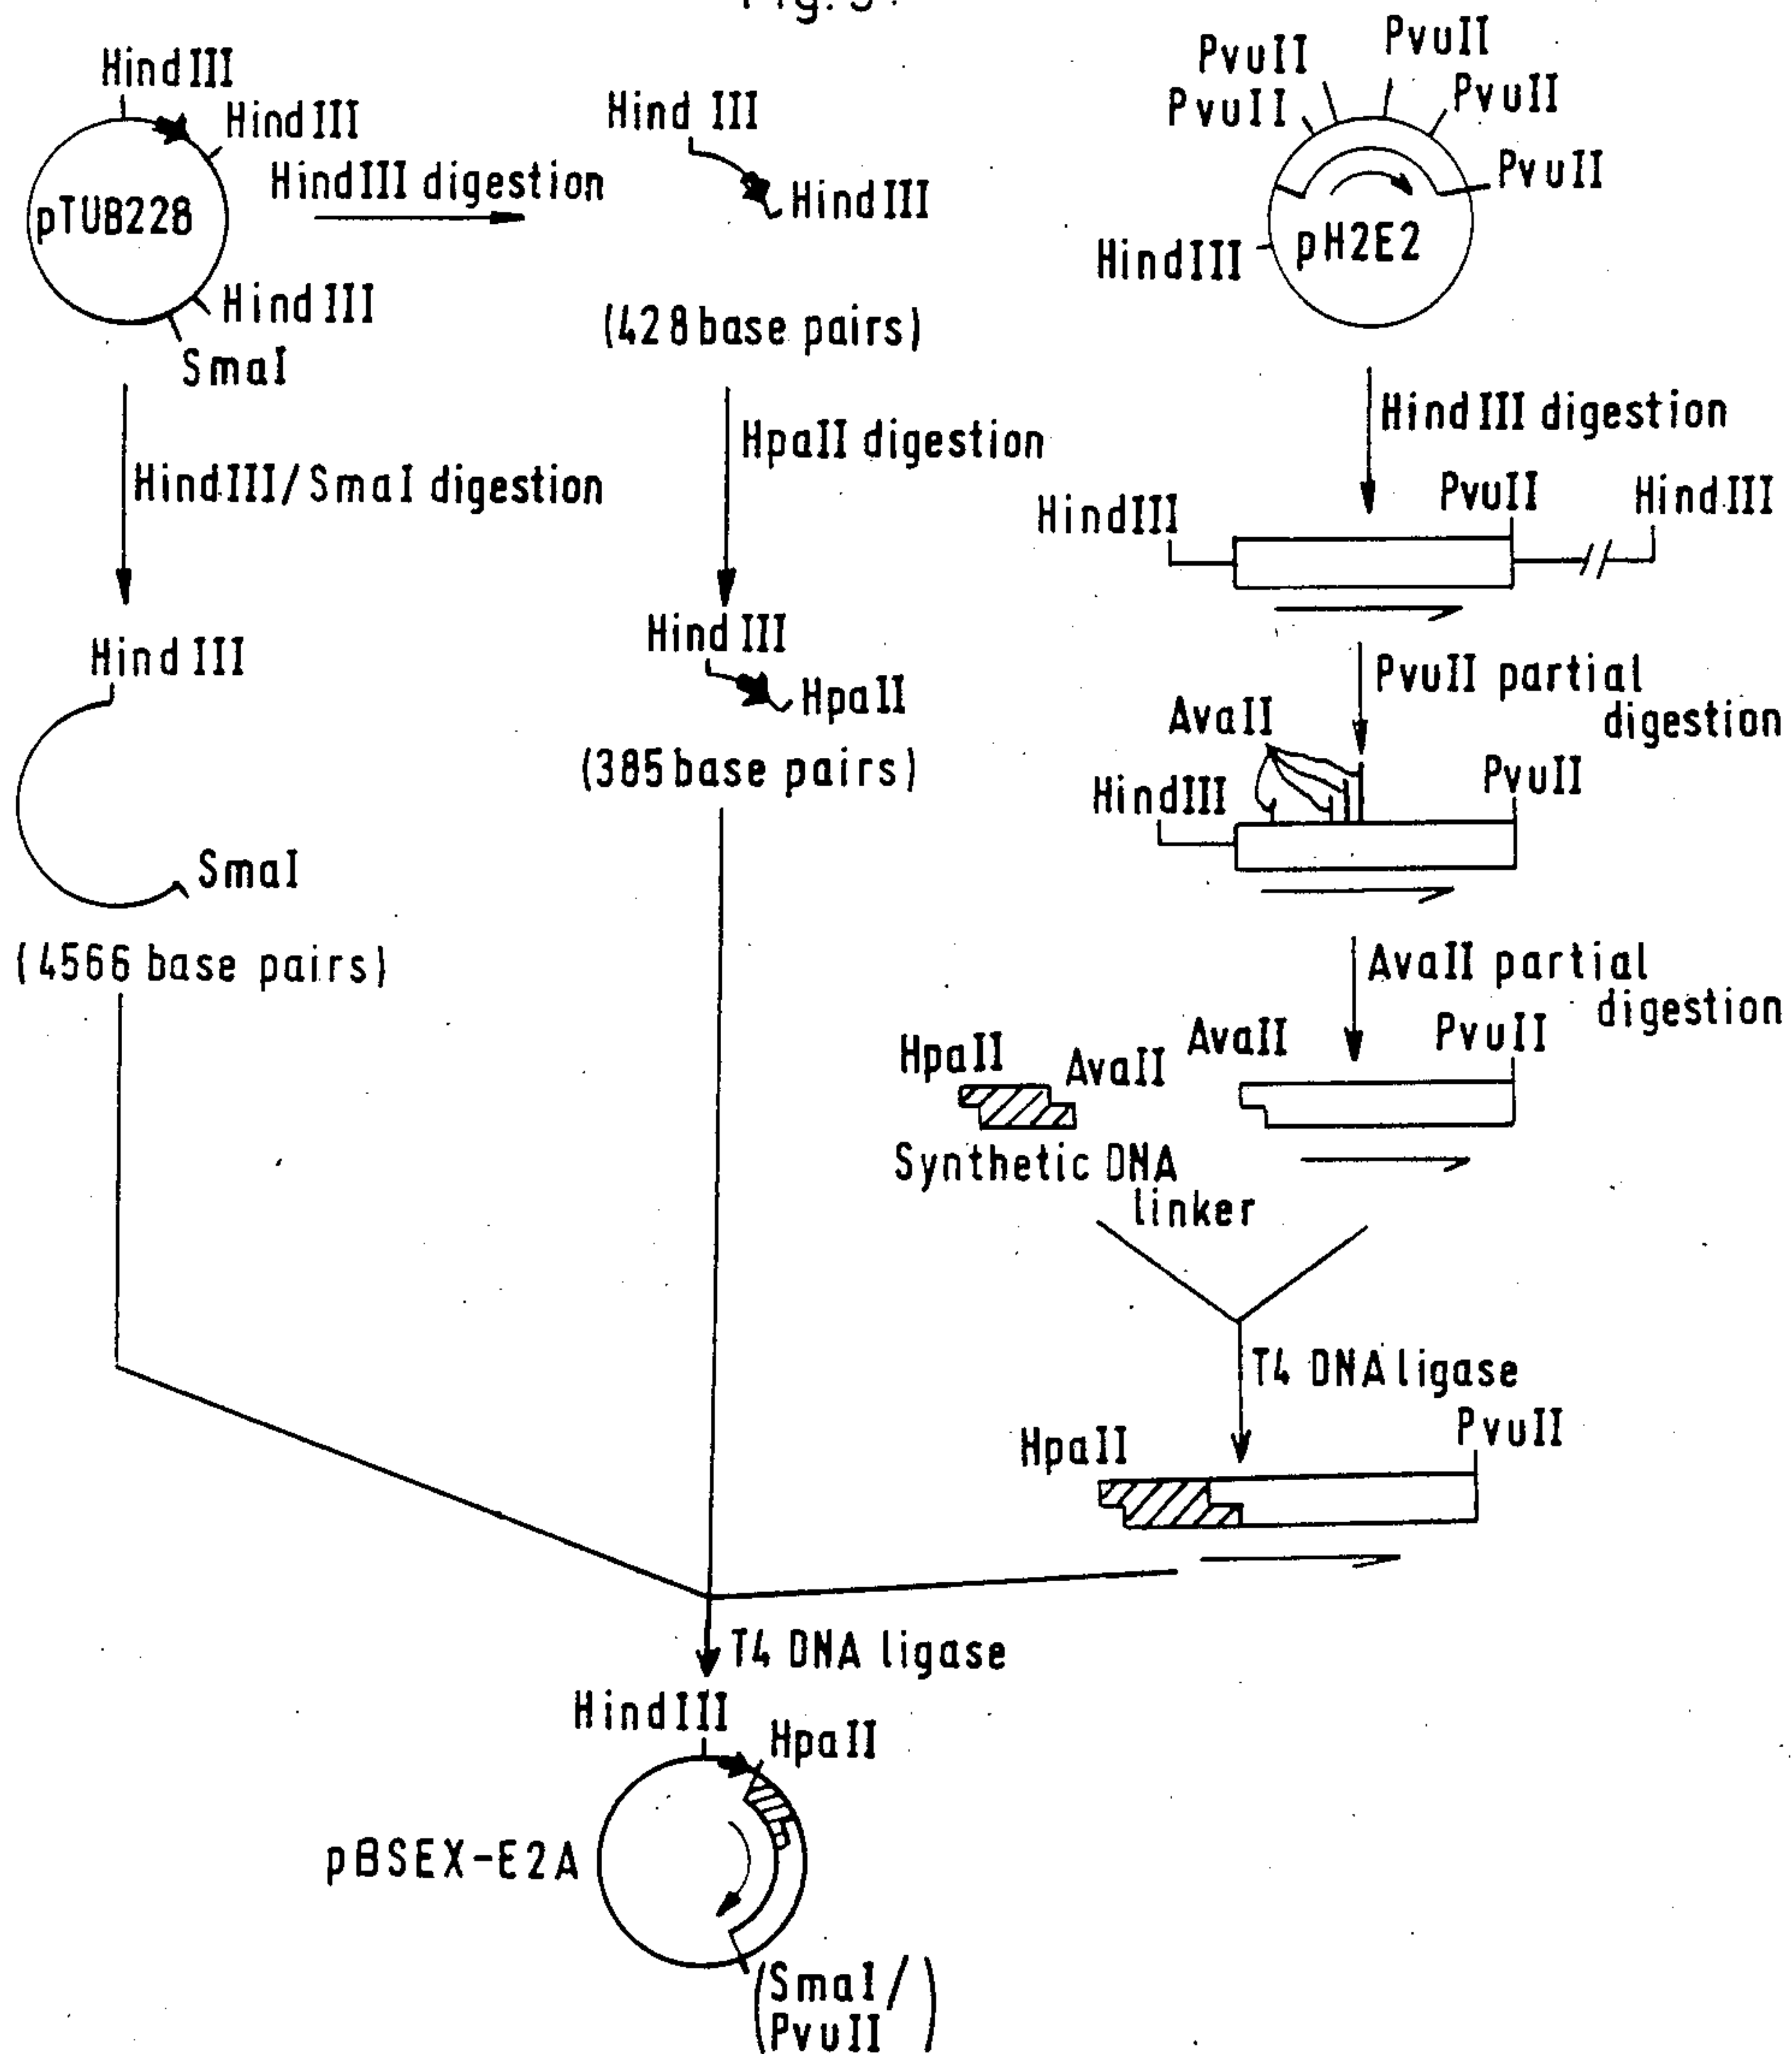 Fig. 3.
HindIII
HindIII
pTUB228
HindIII
SmaI
HindIII digestion
Hind III
HindIII
(428 base pairs)
PvuII
PvuII
PvuII
PvuII
PvuII
HindIII
pH2E2
HindIII/SmaI digestion
HpaII digestion
HindIII digestion
HindIII
PvuII
HindIII
Hind III
SmaI
(4566 base pairs)
Hind III
HpaII
(385 base pairs)
PvuII partial
digestion
AvaII
HindIII
PvuII
AvaII partial
digestion
HpaII
AvaII
AvaII
PvuII
Synthetic DNA
linker
T4 DNA ligase
HpaII
PvuII
T4 DNA ligase
HindIII
HpaII
pBSEX-E2A
(SmaI/
PvuII)